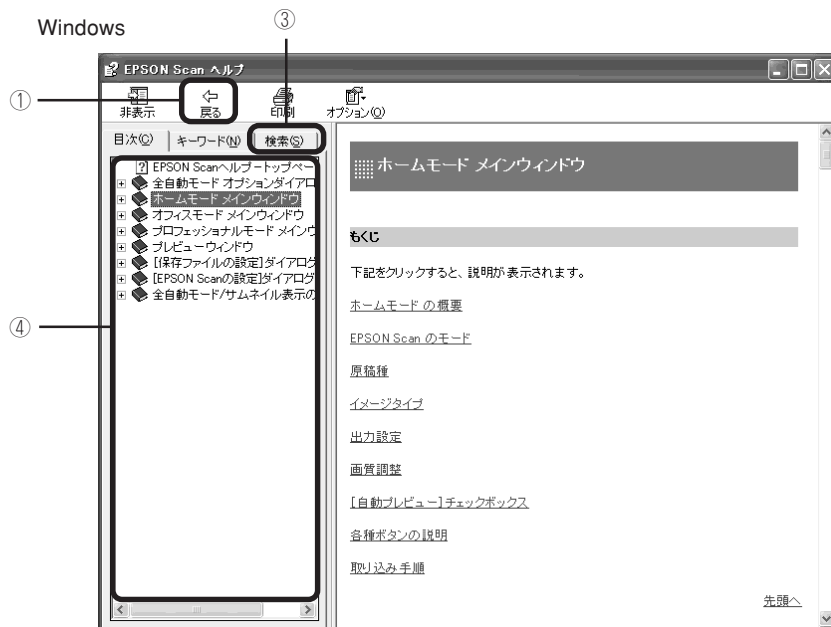 Windows
③
EPSON Scan ヘルプ
①
非表示 戻る 印刷 オプション(O)
目次(C) キーワード(N) 検索(S)
EPSON Scanヘルプートップペー
全自動モード オプションダイアロ
ホームモード メインウィンドウ
オフィスモード メインウィンドウ
プロフェッショナルモード メインウ
プレビューウィンドウ
[保存ファイルの設定]ダイアログ
[EPSON Scanの設定]ダイアログ
全自動モード/サムネイル表示の
④
ホームモード メインウィンドウ
もくじ
下記をクリックすると、説明が表示されます。
ホームモード の概要
EPSON Scan のモード
原稿種
イメージタイプ
出力設定
画質調整
[自動プレビュー]チェックボックス
各種ボタンの説明
取り込み手順
先頭へ